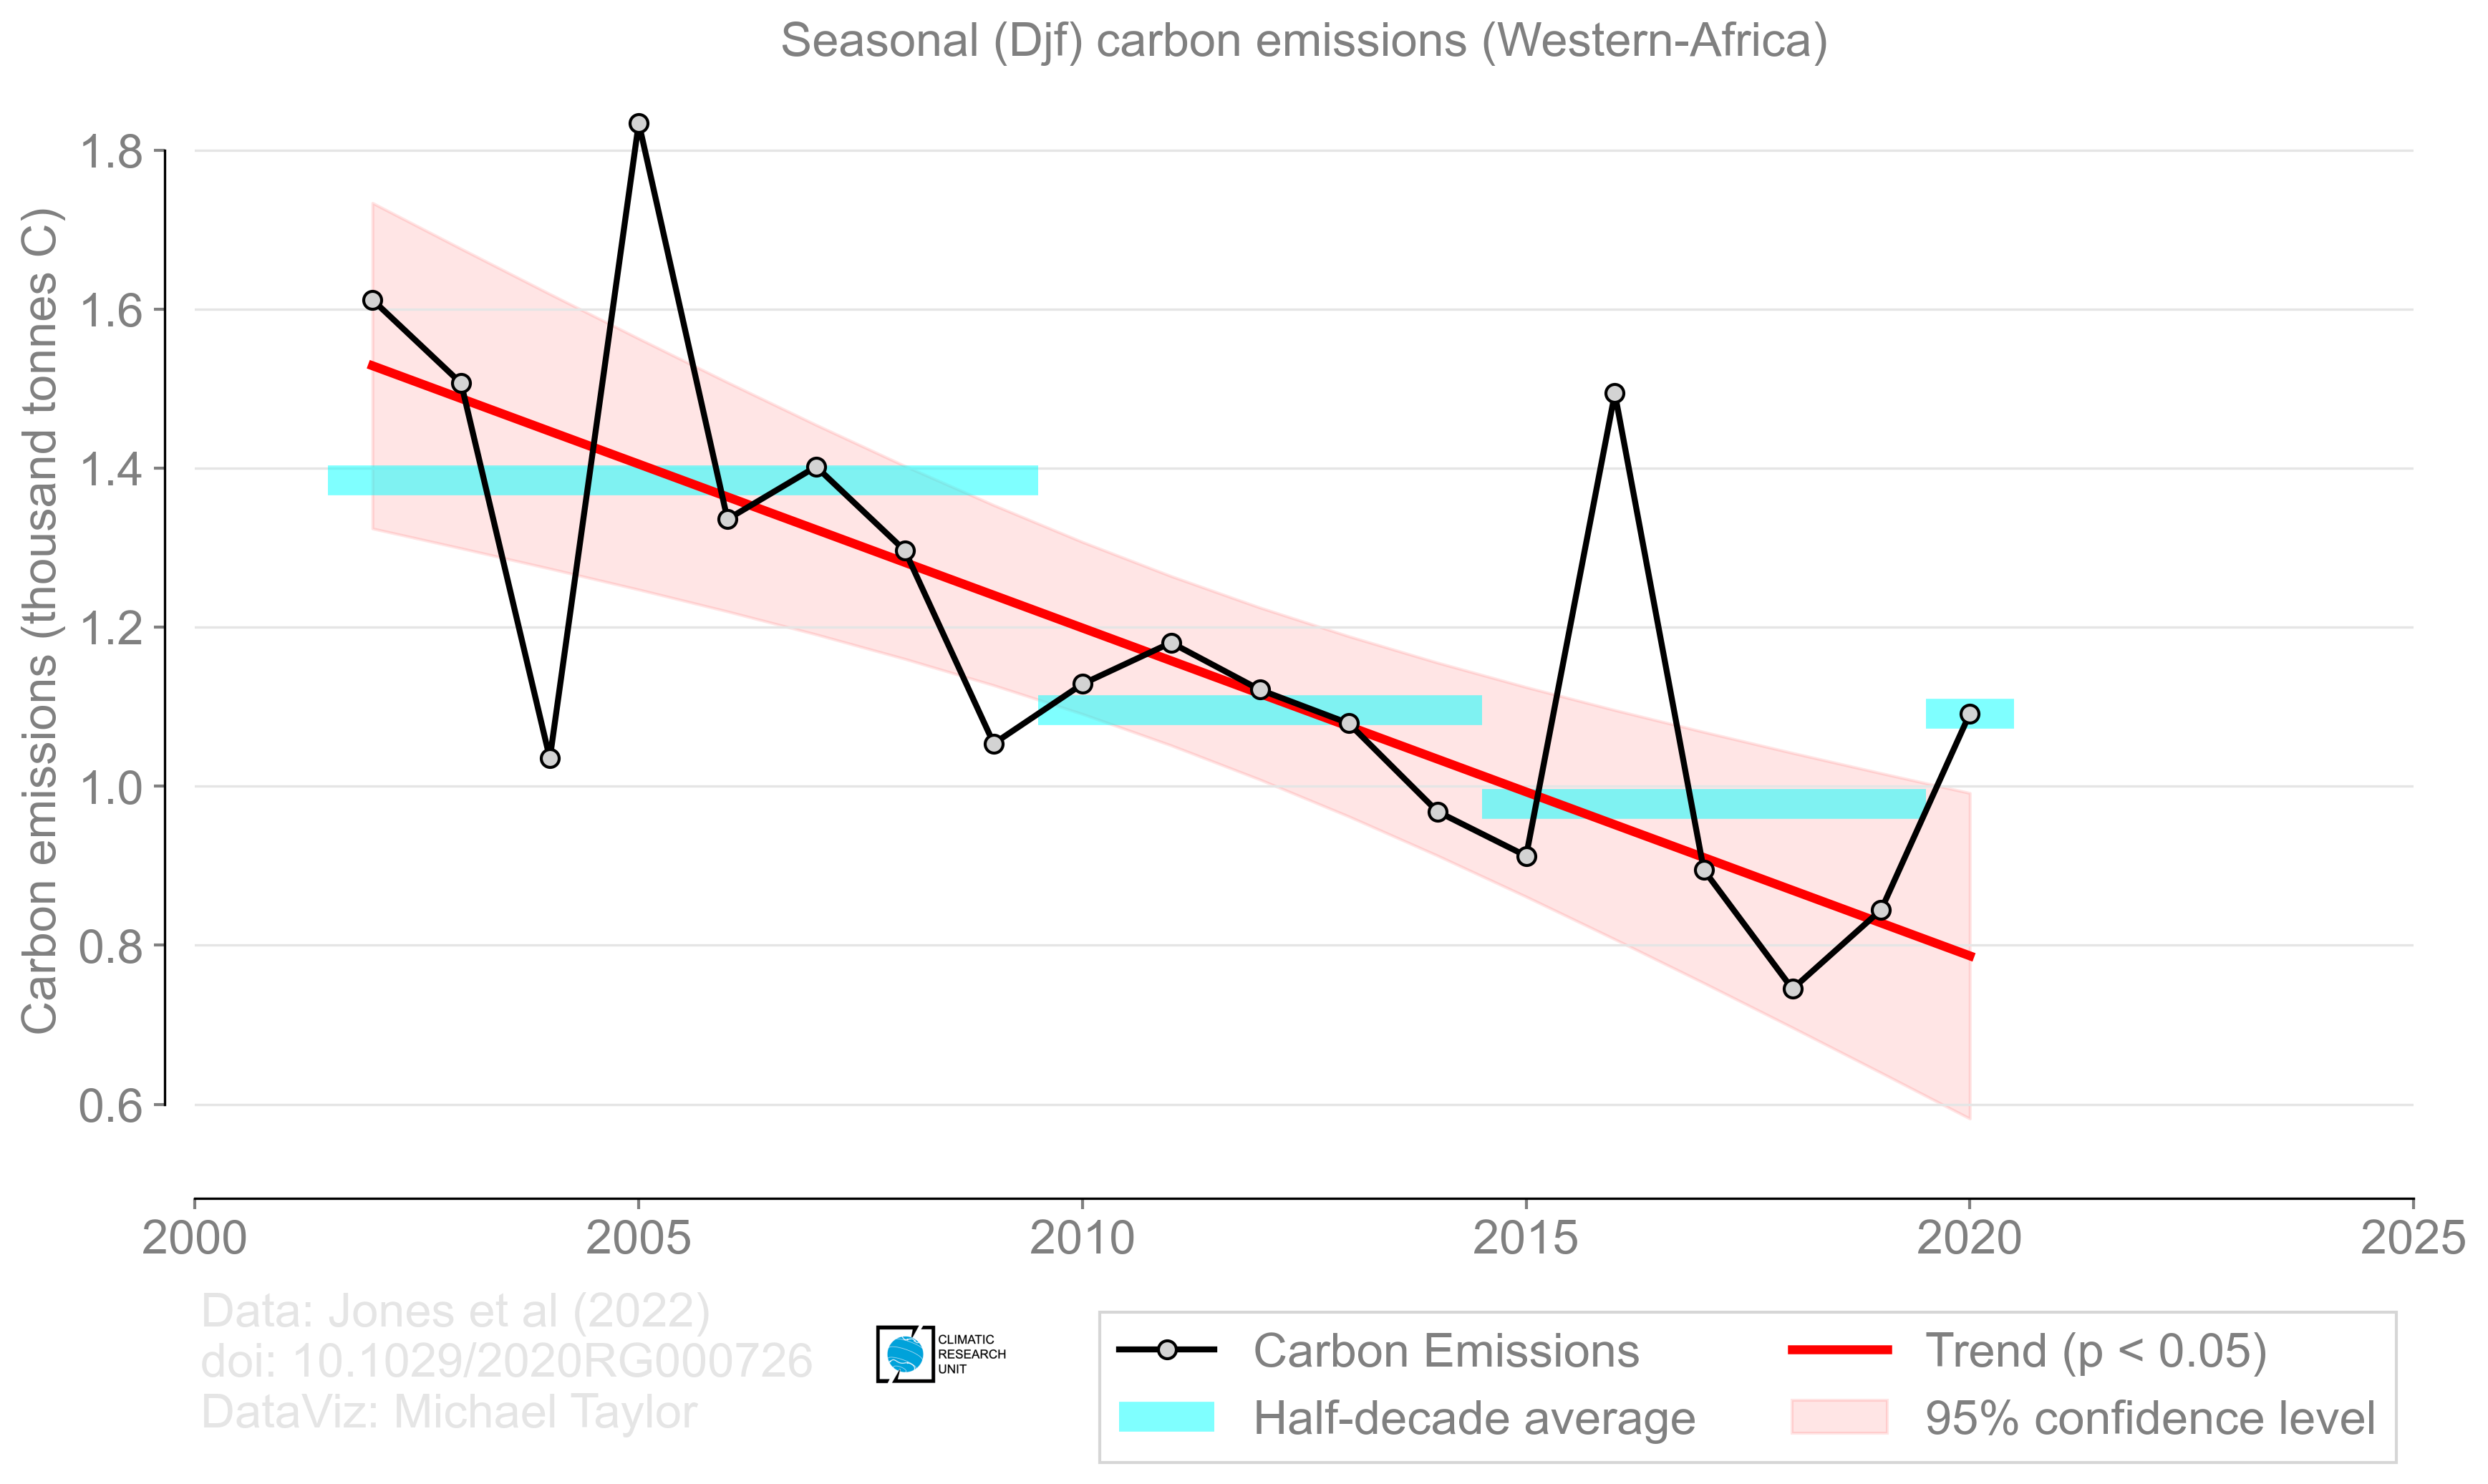 Seasonal (Djf) carbon emissions (Western-Africa)
Carbon emissions (thousand tonnes C)
1.8
1.6
1.4
1.2
1.0
0.8
0.6
2000 2005 2010 2015 2020 2025
Data: Jones et al (2022)
doi: 10.1029/2020RG000726
DataViz: Michael Taylor
CLIMATIC
RESEARCH
UNIT
Carbon Emissions
Half-decade average
Trend (p < 0.05)
95% confidence level